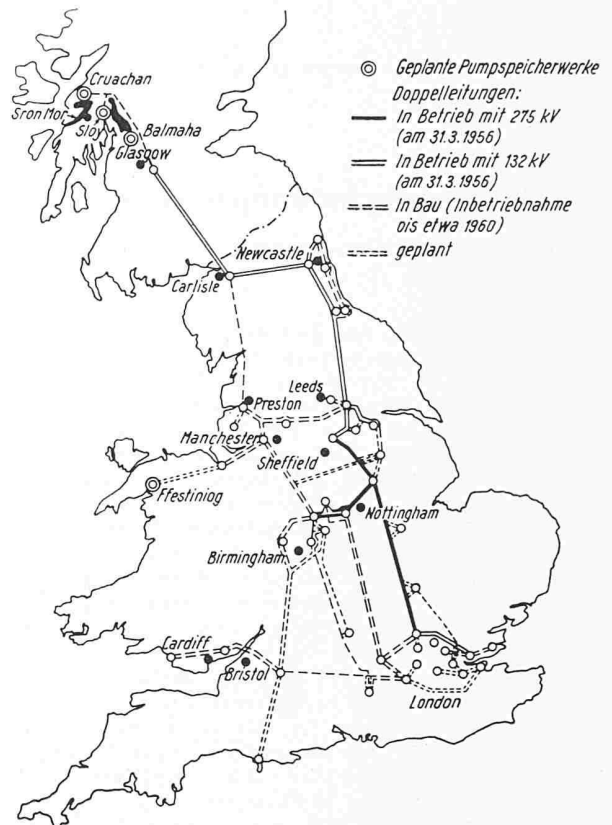 Cruachan
Sron Mor
Sloy
Balmaha
Glasgow
Geplante Pumpspeicherwerke
Doppelleitungen:
In Betrieb mit 275 kV
(am 31.3.1956)
In Betrieb mit 132 kV
(am 31.3.1956)
In Bau (Inbetriebnahme
bis etwa 1960)
geplant
Newcastle
Carlisle
Leeds
Preston
Manchester
Sheffield
Ffestiniog
Nottingham
Birmingham
Cardiff
Bristol
London